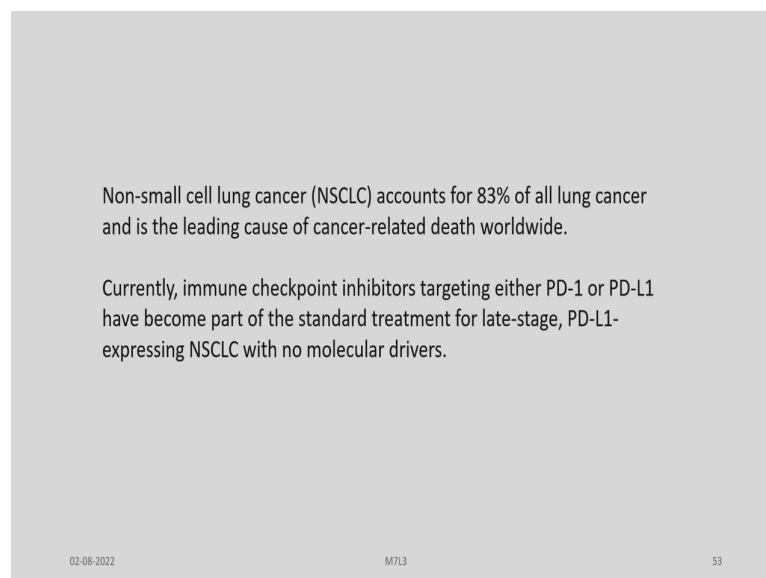 Non-small cell lung cancer (NSCLC) accounts for 83% of all lung cancer
and is the leading cause of cancer-related death worldwide.
Currently, immune checkpoint inhibitors targeting either PD-1 or PD-L1
have become part of the standard treatment for late-stage, PD-L1-
expressing NSCLC with no molecular drivers.
02-08-2022
M7L3
53